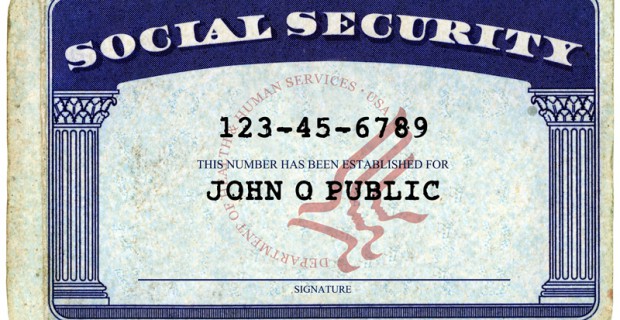 SOCIAL SECURITY
DEPARTMENT OF HEALTH & HUMAN SERVICES · USA
123-45-6789
THIS NUMBER HAS BEEN ESTABLISHED FOR
JOHN Q PUBLIC
SIGNATURE